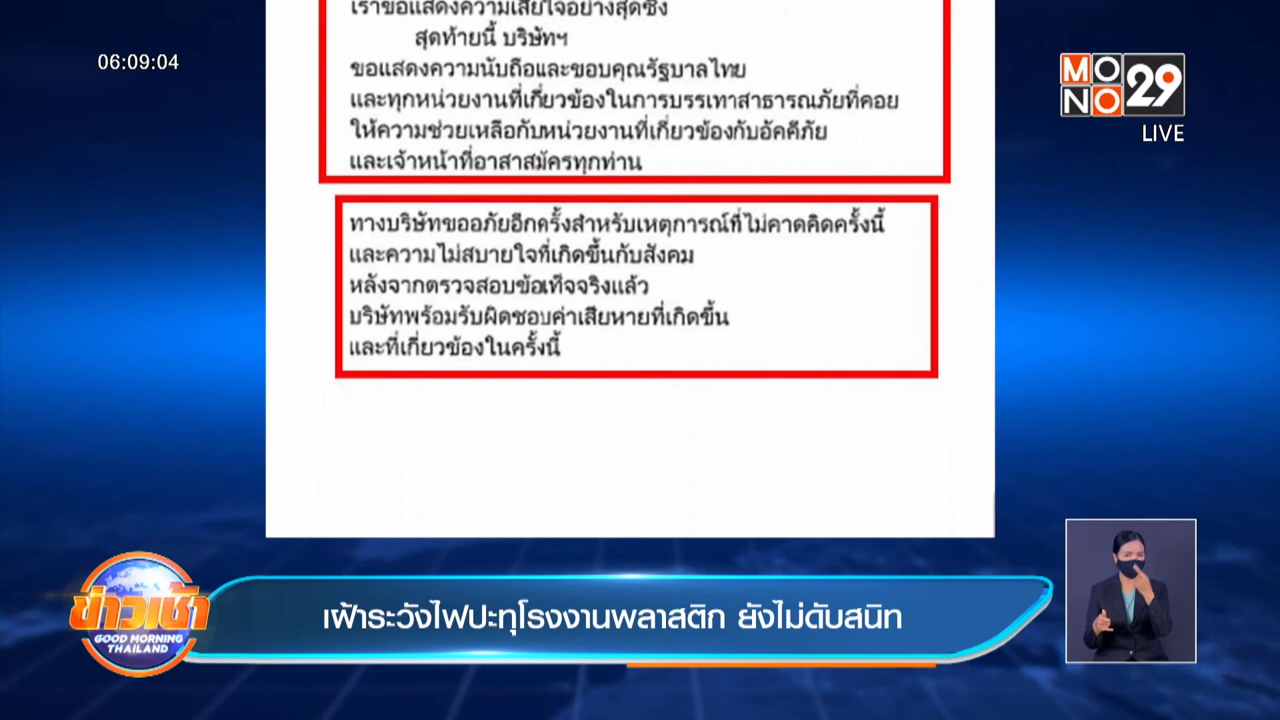 เราขอแสดงความเสียใจอย่างสุดซึ้ง
สุดท้ายนี้ บริษัทฯ
ขอแสดงความนับถือและขอบคุณรัฐบาลไทย
และทุกหน่วยงานที่เกี่ยวข้องในการบรรเทาสาธารณภัยที่คอย
ให้ความช่วยเหลือกับหน่วยงานที่เกี่ยวข้องกับอัคคีภัย
และเจ้าหน้าที่อาสาสมัครทุกท่าน
ทางบริษัทขออภัยอีกครั้งสำหรับเหตุการณ์ที่ไม่คาดคิดครั้งนี้
และความไม่สบายใจที่เกิดขึ้นกับสังคม
หลังจากตรวจสอบข้อเท็จจริงแล้ว
บริษัทพร้อมรับผิดชอบค่าเสียหายที่เกิดขึ้น
และที่เกี่ยวข้องในครั้งนี้
06:09:04
MONO 29
LIVE
ข่าวเช้า
GOOD MORNING
THAILAND
เฝ้าระวังไฟปะทุโรงงานพลาสติก ยังไม่ดับสนิท